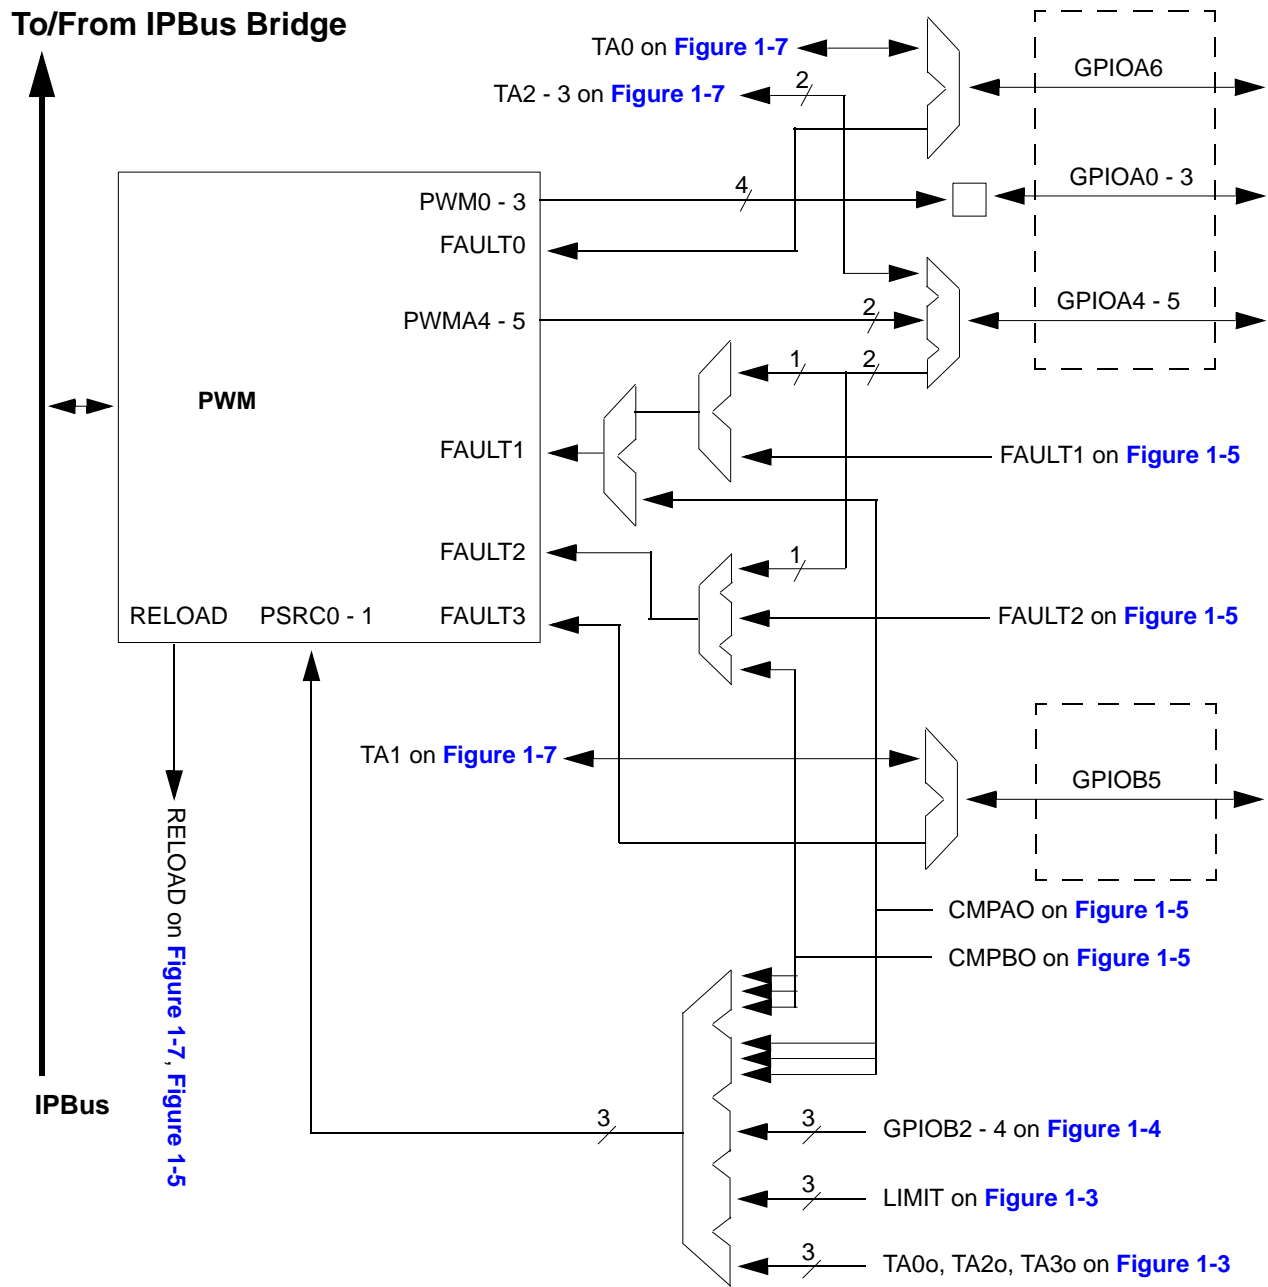 To/From IPBus Bridge
TA0 on Figure 1-7
GPIOA6
TA2 - 3 on Figure 1-7
2
PWM0 - 3
4
GPIOA0 - 3
FAULT0
PWMA4 - 5
2
GPIOA4 - 5
1
2
PWM
FAULT1
FAULT1 on Figure 1-5
FAULT2
1
RELOAD
PSRC0 - 1
FAULT3
FAULT2 on Figure 1-5
TA1 on Figure 1-7
GPIOB5
RELOAD on Figure 1-7, Figure 1-5
CMPAO on Figure 1-5
CMPBO on Figure 1-5
IPBus
3
3
GPIOB2 - 4 on Figure 1-4
3
LIMIT on Figure 1-3
3
TA0o, TA2o, TA3o on Figure 1-3